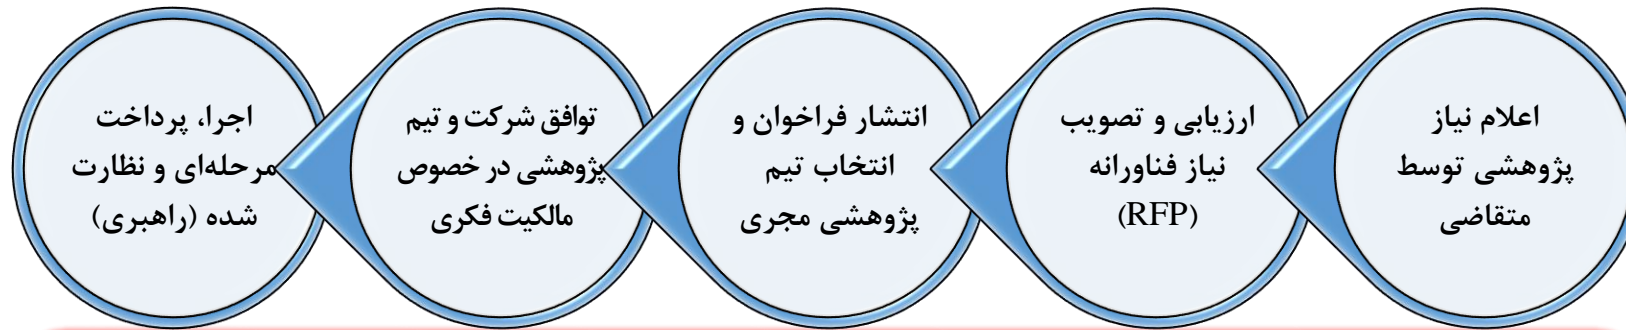 اعلام نیاز
پژوهشی توسط
متقاضی
ارزیابی و تصویب
نیاز فناورانه
(RFP)
انتشار فراخوان و
انتخاب تیم
پژوهشی مجری
توافق شرکت و تیم
پژوهشی در خصوص
مالکیت فکری
اجرا، پرداخت
مرحله‌ای و نظارت
شده (راهبری)